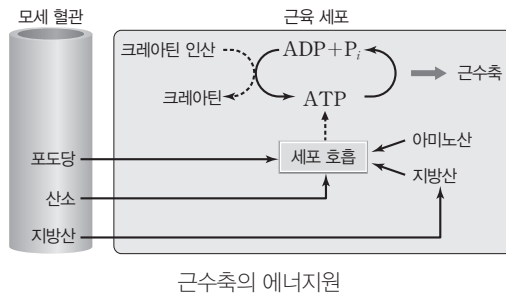 모세 혈관
근육 세포
크레아틴 인산
ADP+Pi
근수축
크레아틴
ATP
아미노산
포도당
세포 호흡
지방산
산소
지방산
근수축의 에너지원